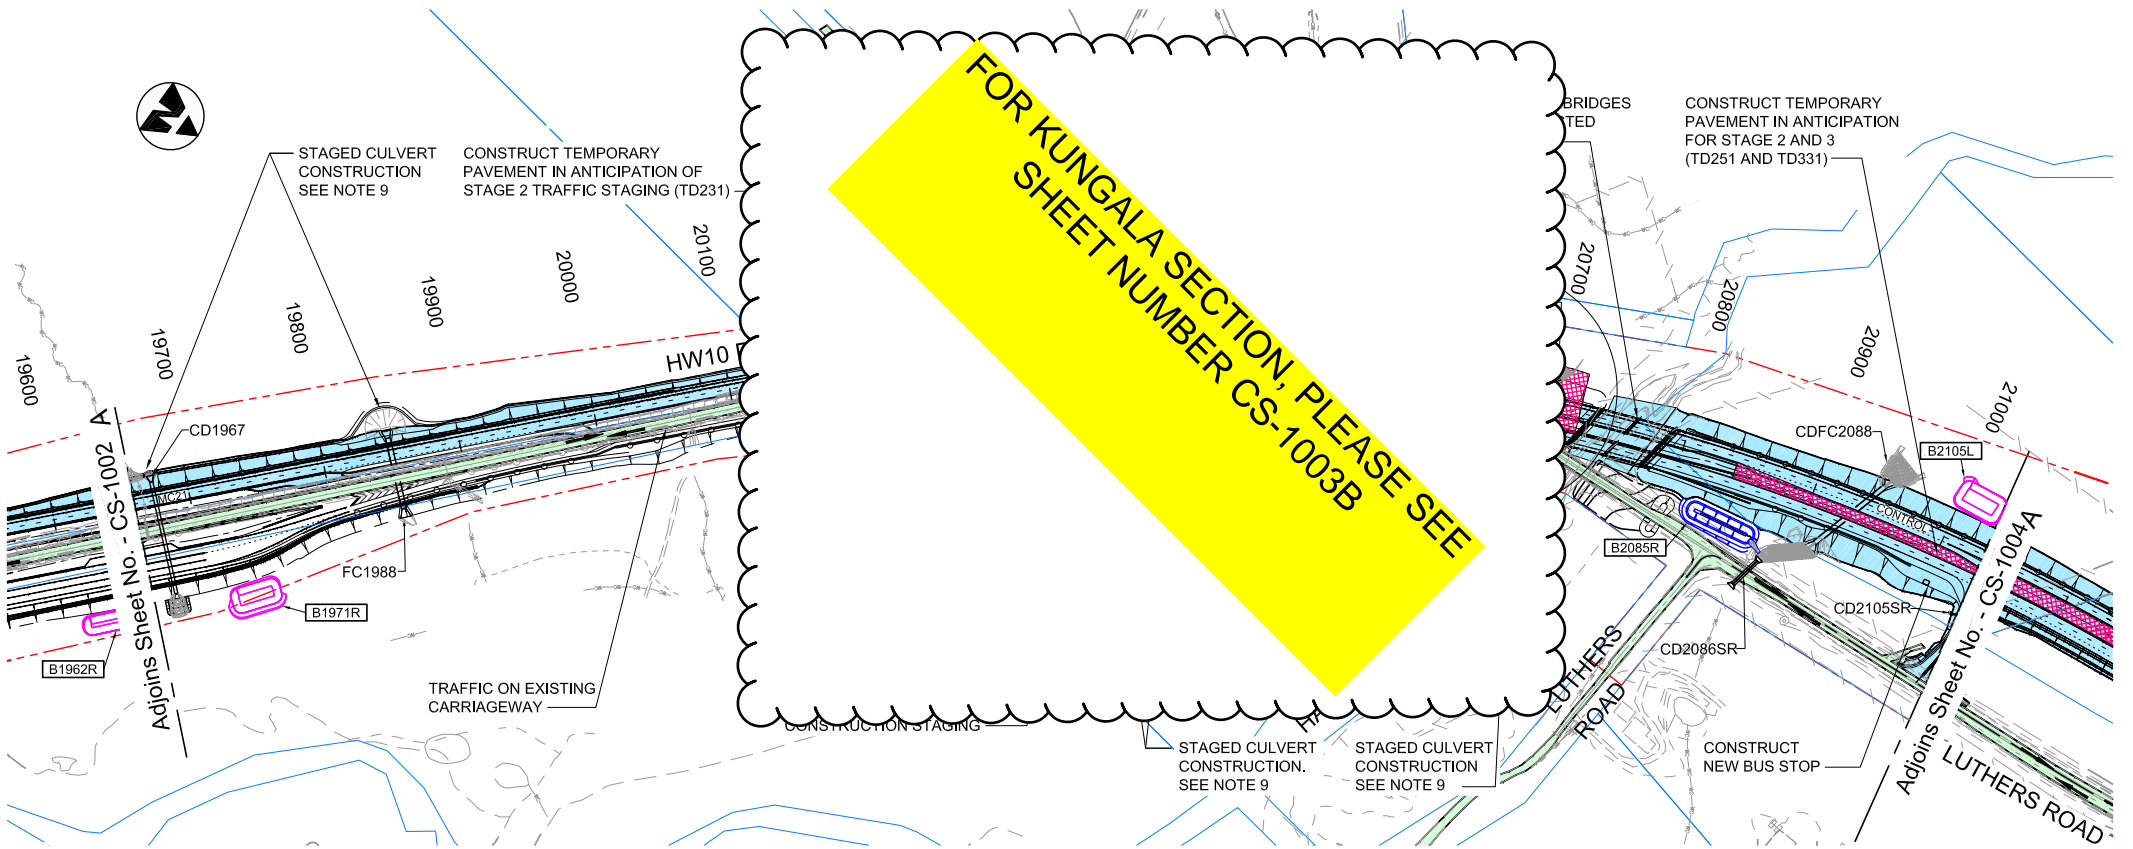 STAGED CULVERT
CONSTRUCTION
SEE NOTE 9
CONSTRUCT TEMPORARY
PAVEMENT IN ANTICIPATION OF
STAGE 2 TRAFFIC STAGING (TD231)
FOR KUNGALA SECTION, PLEASE SEE
SHEET NUMBER CS-1003B
BRIDGES
CONSTRUCT TEMPORARY
PAVEMENT IN ANTICIPATION
FOR STAGE 2 AND 3
(TD251 AND TD331)
19600
19700
19800
19900
20000
20100
20700
20800
20900
21000
HW10
Adjoins Sheet No. - CS-1002 A
CD1967
MC21
FC1988
B1971R
B1962R
TRAFFIC ON EXISTING
CARRIAGEWAY
CONSTRUCTION STAGING
STAGED CULVERT
CONSTRUCTION.
SEE NOTE 9
STAGED CULVERT
CONSTRUCTION
SEE NOTE 9
LUTHERS
ROAD
CDFC2088
B2105L
CONTROL
B2085R
CD2105SR
CD2086SR
CONSTRUCT
NEW BUS STOP
Adjoins Sheet No. - CS-1004 A
LUTHERS ROAD